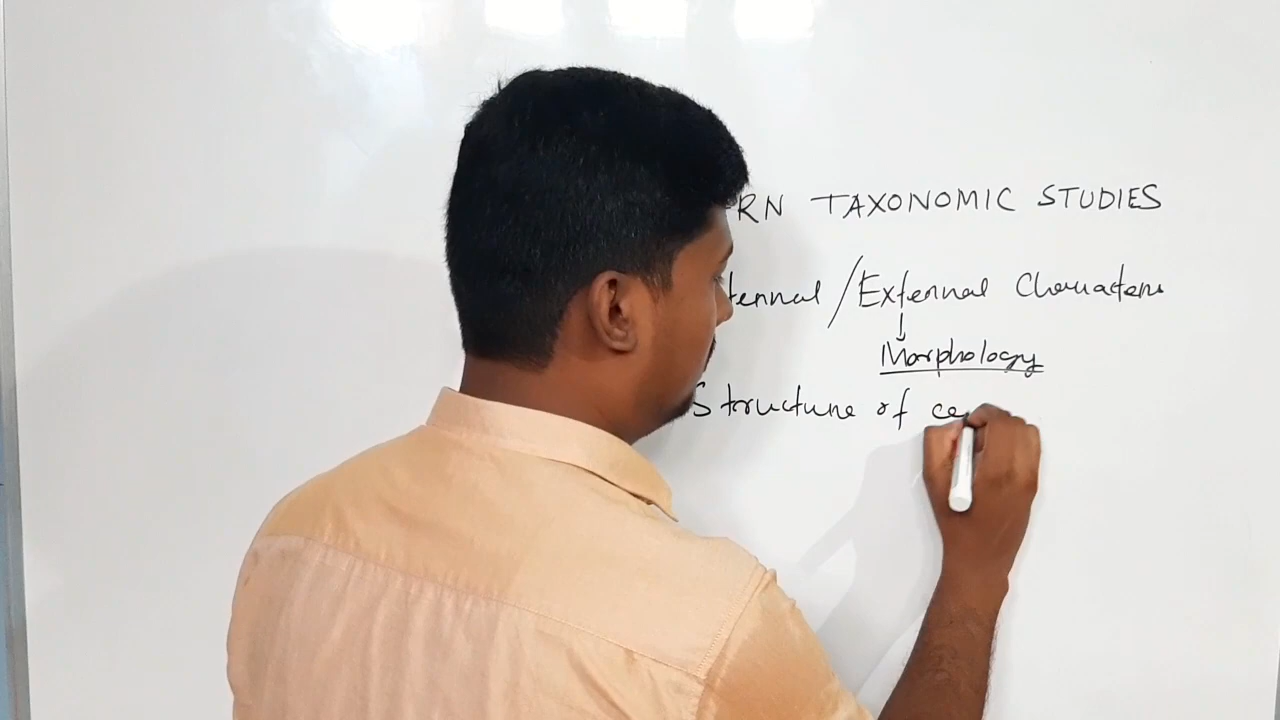 RN TAXONOMIC STUDIES
ternal / External Characters
Morphology
Structure of ce